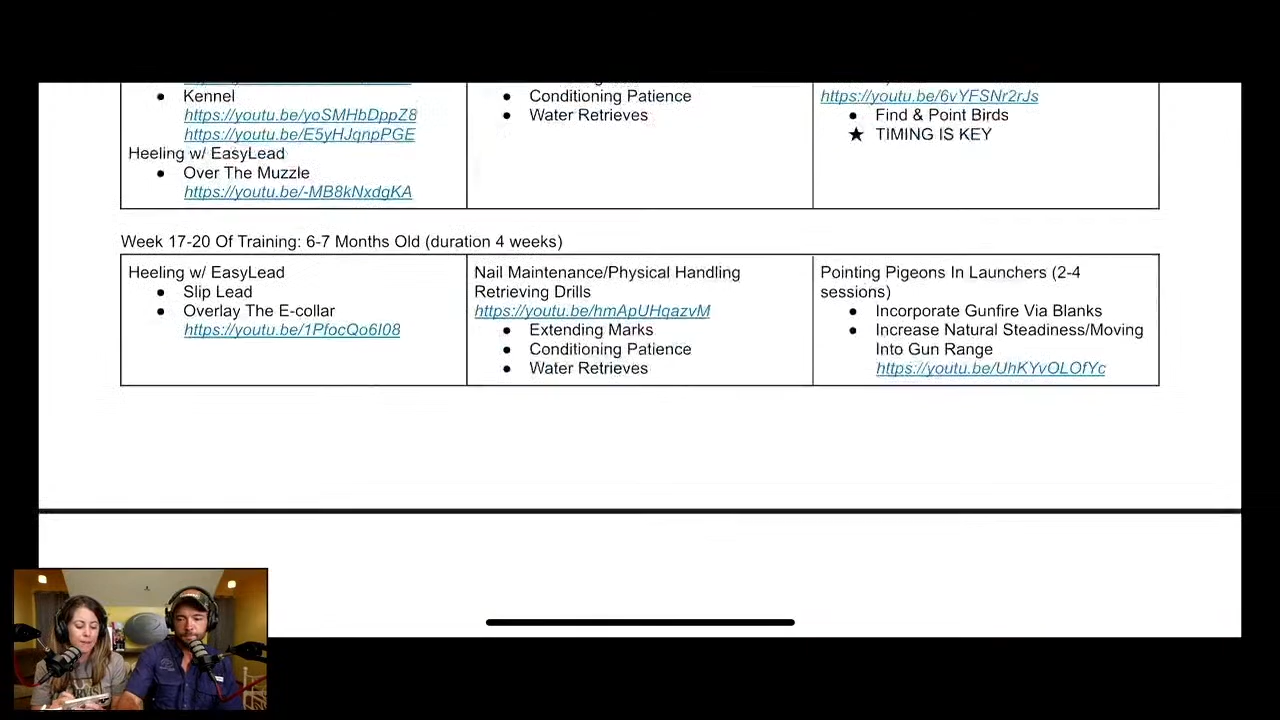 Kennel
https://youtu.be/yoSMHbDppZ8
https://youtu.be/E5yHJqnpPGE
Heeling w/ EasyLead
Over The Muzzle
https://youtu.be/-MB8kNxdgKA
Conditioning Patience
Water Retrieves
https://youtu.be/6vYFSNr2rJs
Find & Point Birds
★ TIMING IS KEY
Week 17-20 Of Training: 6-7 Months Old (duration 4 weeks)
Heeling w/ EasyLead
Slip Lead
Overlay The E-collar
https://youtu.be/1PfocQo6I08
Nail Maintenance/Physical Handling
Retrieving Drills
https://youtu.be/hmApUHqazvM
Extending Marks
Conditioning Patience
Water Retrieves
Pointing Pigeons In Launchers (2-4
sessions)
Incorporate Gunfire Via Blanks
Increase Natural Steadiness/Moving
Into Gun Range
https://youtu.be/UhKYvOLOfYc